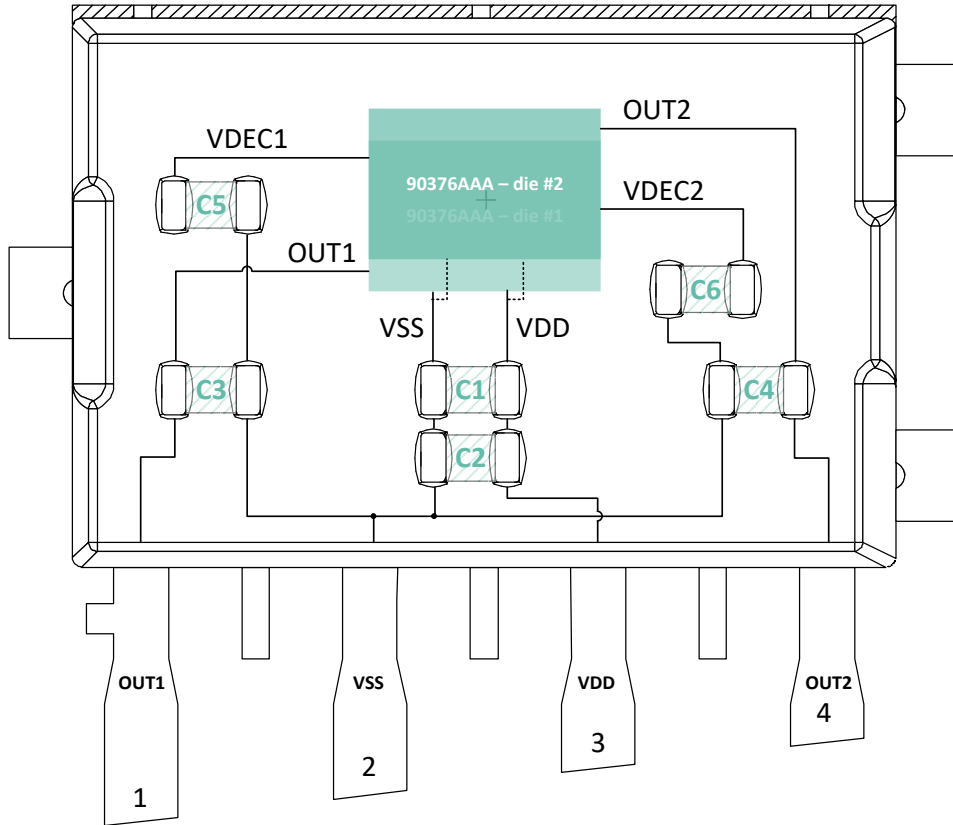 OUT2
VDEC1
90376AAA – die #2
VDEC2
C5
90376AAA – die #1
OUT1
C6
VSS
VDD
C3
C1
C4
C2
OUT1
VSS
VDD
OUT2
4
3
2
1